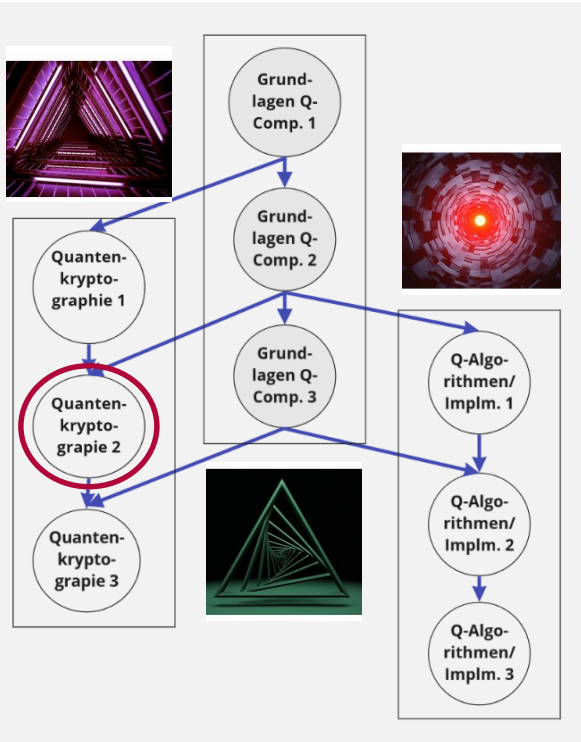 Grund-
lagen Q-
Comp. 1
Grund-
lagen Q-
Comp. 2
Grund-
lagen Q-
Comp. 3
Quanten-
krypto-
graphie 1
Quanten-
krypto-
grapie 2
Quanten-
krypto-
grapie 3
Q-Algo-
rithmen/
Implm. 1
Q-Algo-
rithmen/
Implm. 2
Q-Algo-
rithmen/
Implm. 3